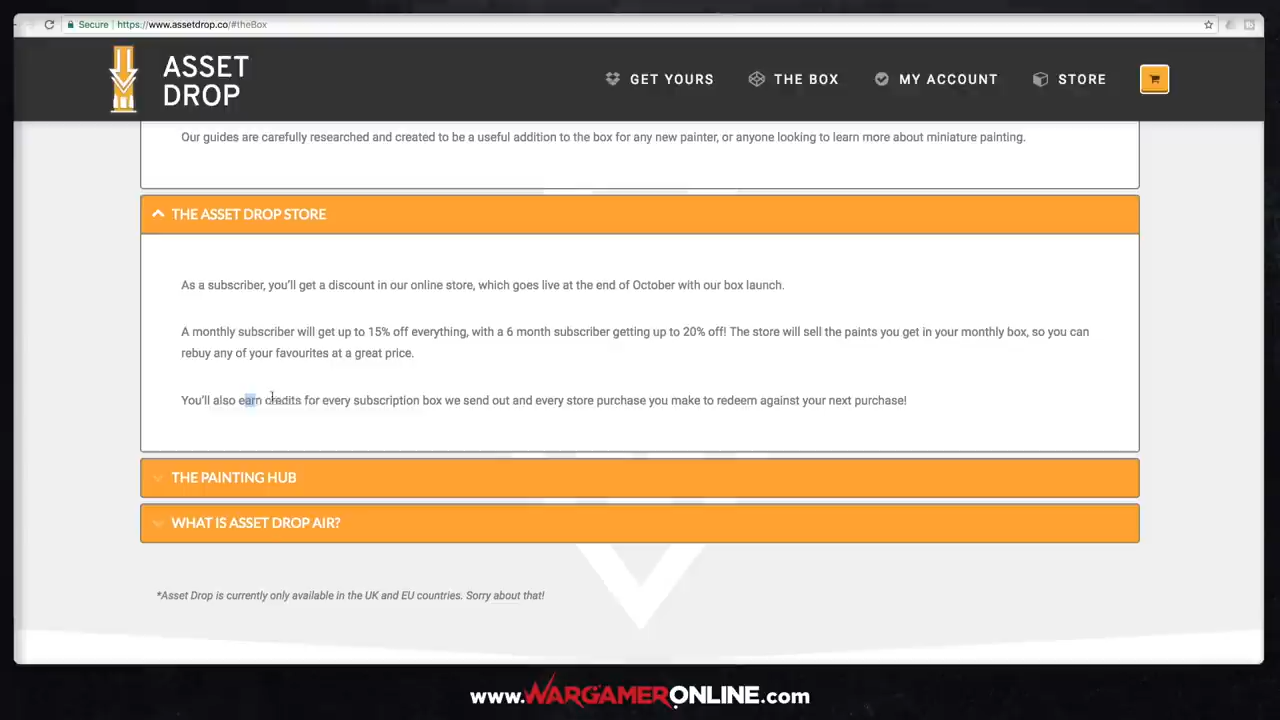 Secure https://www.assetdrop.co/#theBox
ASSET
DROP
GET YOURS THE BOX MY ACCOUNT STORE
Our guides are carefully researched and created to be a useful addition to the box for any new painter, or anyone looking to learn more about miniature painting.
THE ASSET DROP STORE
As a subscriber, you'll get a discount in our online store, which goes live at the end of October with our box launch.
A monthly subscriber will get up to 15% off everything, with a 6 month subscriber getting up to 20% off! The store will sell the paints you get in your monthly box, so you can
rebuy any of your favourites at a great price.
You'll also earn credits for every subscription box we send out and every store purchase you make to redeem against your next purchase!
THE PAINTING HUB
WHAT IS ASSET DROP AIR?
*Asset Drop is currently only available in the UK and EU countries. Sorry about that!
www.WARGAMERONLINE.com